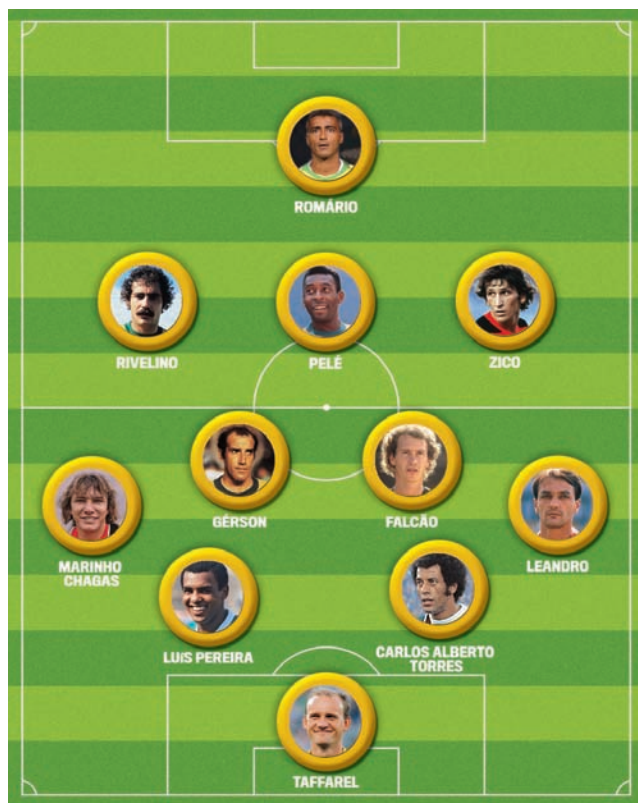 ROMÁRIO
RIVELINO
PELÉ
ZICO
GÉRSON
FALCÃO
MARINHO
CHAGAS
LEANDRO
LUÍS PEREIRA
CARLOS ALBERTO
TORRES
TAFFAREL